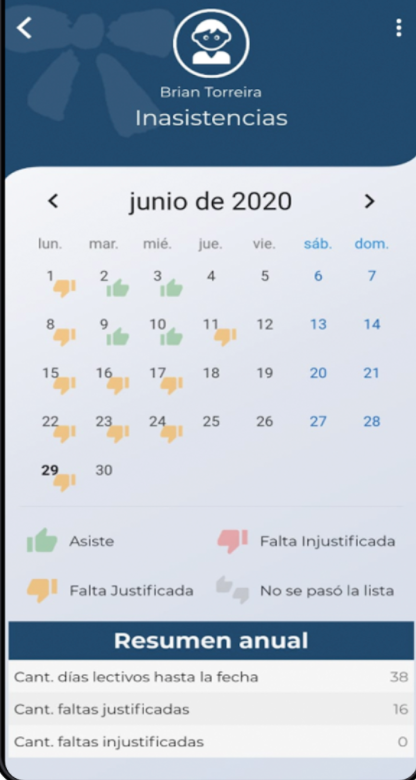 Brian Torreira
Inasistencias
junio de 2020
lun. mar. mié. jue. vie. sáb. dom.
1 2 3 4 5 6 7
8 9 10 11 12 13 14
15 16 17 18 19 20 21
22 23 24 25 26 27 28
29 30
Asiste Falta Injustificada
Falta Justificada No se pasó la lista
Resumen anual
Cant. días lectivos hasta la fecha 38
Cant. faltas justificadas 16
Cant. faltas injustificadas 0